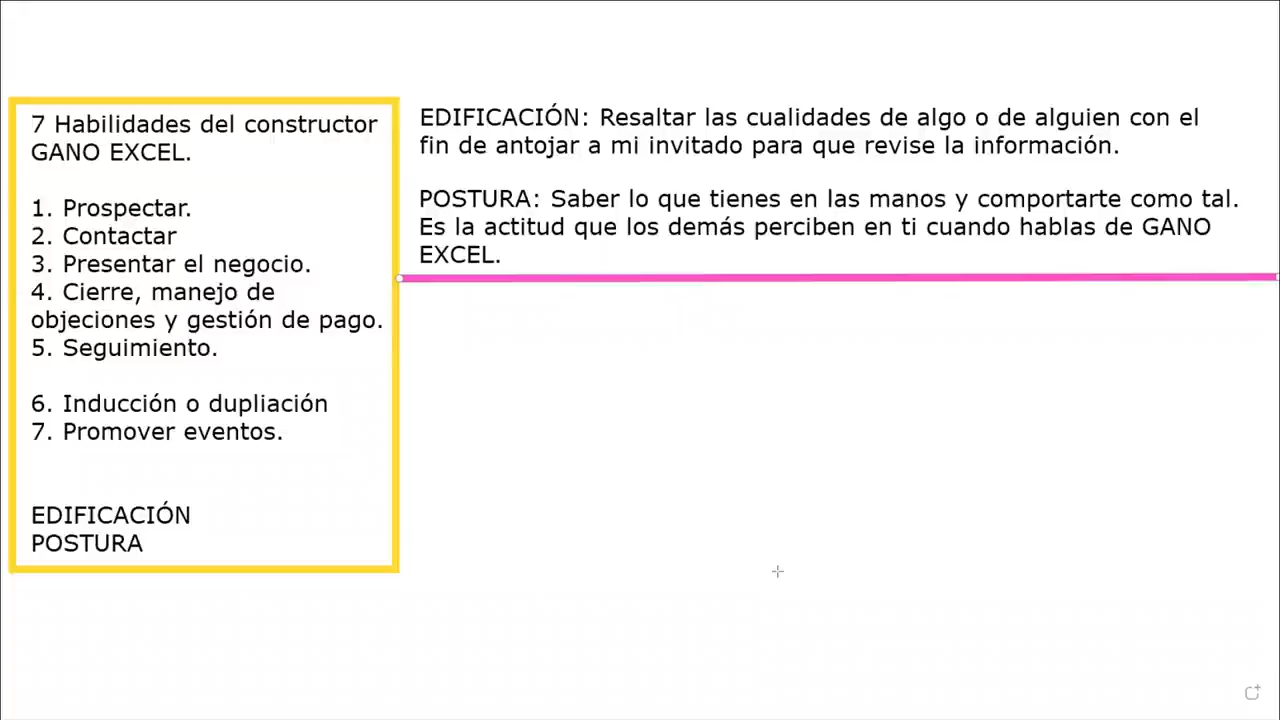 7 Habilidades del constructor
GANO EXCEL.
1. Prospectar.
2. Contactar
3. Presentar el negocio.
4. Cierre, manejo de
objeciones y gestión de pago.
5. Seguimiento.
6. Inducción o dupliación
7. Promover eventos.
EDIFICACIÓN
POSTURA
EDIFICACIÓN: Resaltar las cualidades de algo o de alguien con el
fin de antojar a mi invitado para que revise la información.
POSTURA: Saber lo que tienes en las manos y comportarte como tal.
Es la actitud que los demás perciben en ti cuando hablas de GANO
EXCEL.